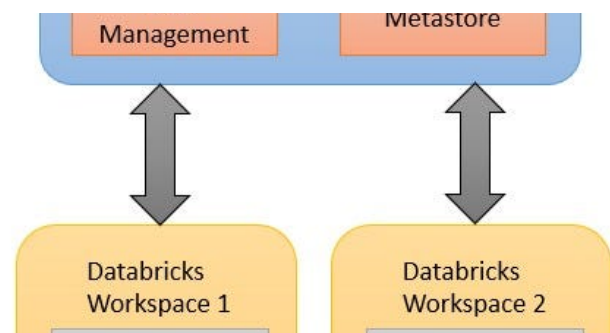 Management
Metastore
Databricks
Workspace 1
Databricks
Workspace 2